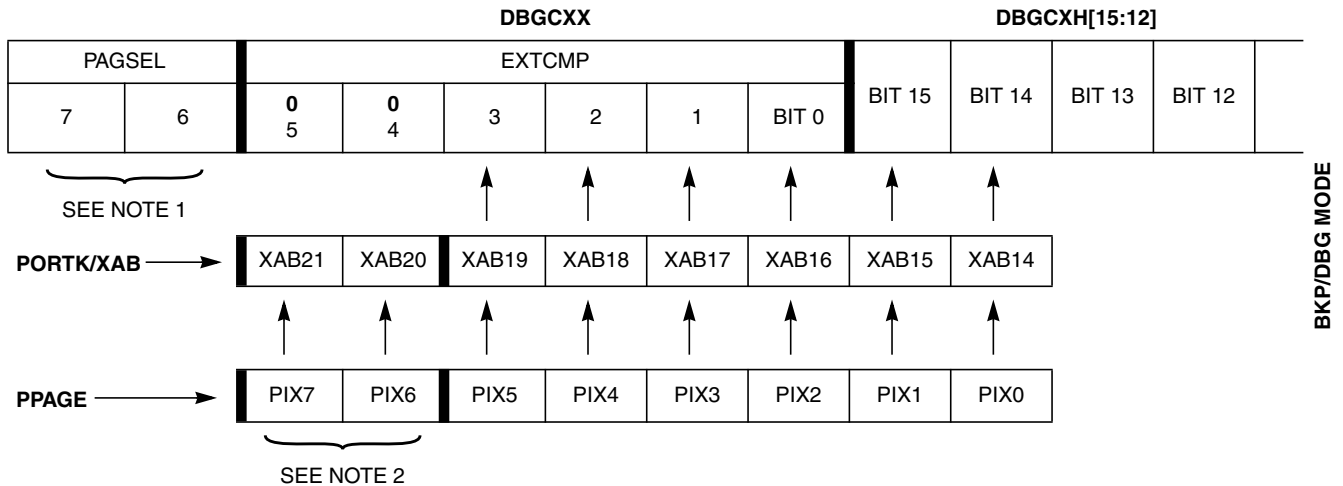 DBGCXX DBGCXH[15:12]
PAGSEL EXTCMP
BIT 15 BIT 14 BIT 13 BIT 12
7 6 0 5 0 4 3 2 1 BIT 0
SEE NOTE 1
PORTK/XAB XAB21 XAB20 XAB19 XAB18 XAB17 XAB16 XAB15 XAB14
PPAGE PIX7 PIX6 PIX5 PIX4 PIX3 PIX2 PIX1 PIX0
SEE NOTE 2
BKP/DBG MODE